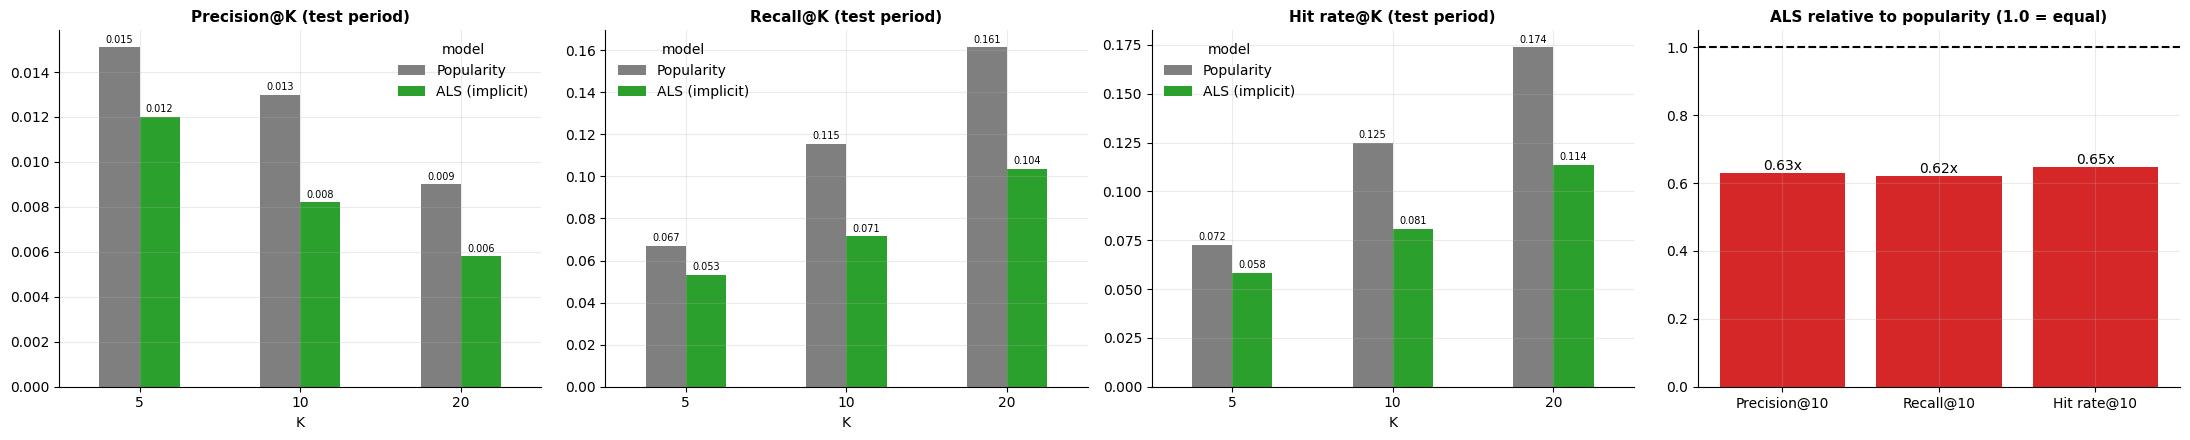 Precision@K (test period)
0.014
0.012
0.010
0.008
0.006
0.004
0.002
0.000
0.015
0.012
0.013
0.008
0.009
0.006
model
Popularity
ALS (implicit)
5
10
20
K
Recall@K (test period)
0.16
0.14
0.12
0.10
0.08
0.06
0.04
0.02
0.00
model
Popularity
ALS (implicit)
0.067
0.053
0.115
0.071
0.161
0.104
5
10
20
K
Hit rate@K (test period)
0.175
0.150
0.125
0.100
0.075
0.050
0.025
0.000
model
Popularity
ALS (implicit)
0.072
0.058
0.125
0.081
0.174
0.114
5
10
20
K
ALS relative to popularity (1.0 = equal)
1.0
0.8
0.6
0.4
0.2
0.0
0.63x
0.62x
0.65x
Precision@10
Recall@10
Hit rate@10